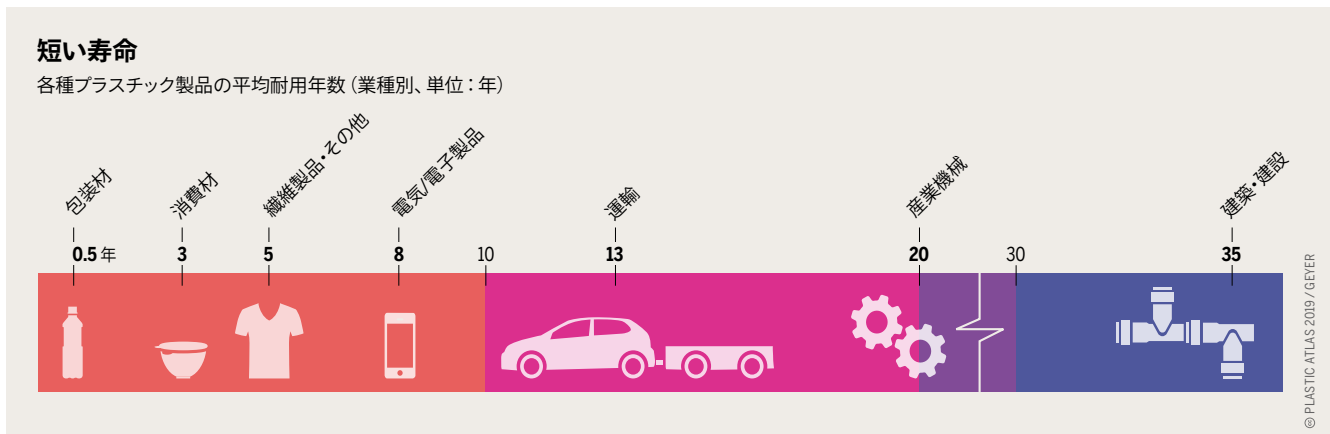 短い寿命
各種プラスチック製品の平均耐用年数（業種別、単位：年）
包装材
消費材
繊維製品・その他
電気/電子製品
運輸
産業機械
建築・建設
0.5年 3 5 8 10 13 20 30 35
PLASTIC ATLAS 2019 / GEYER